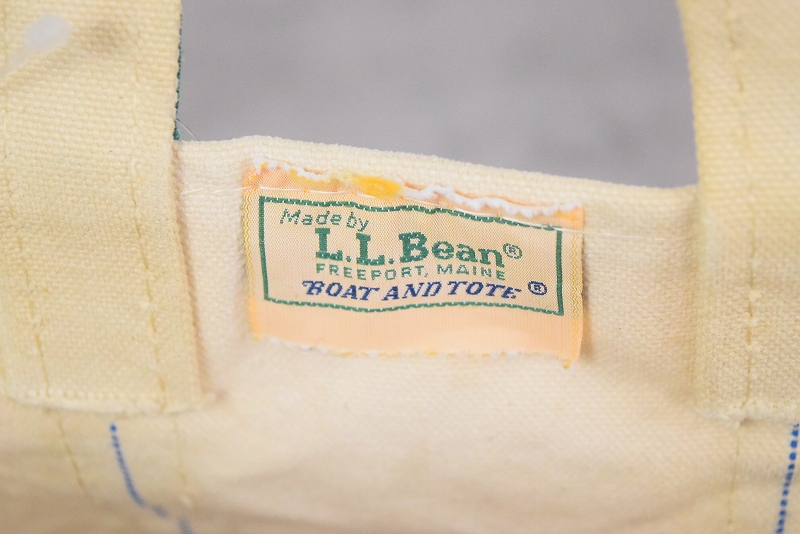 Made by
L.L.Bean®
FREEPORT, MAINE
BOAT AND TOTE®